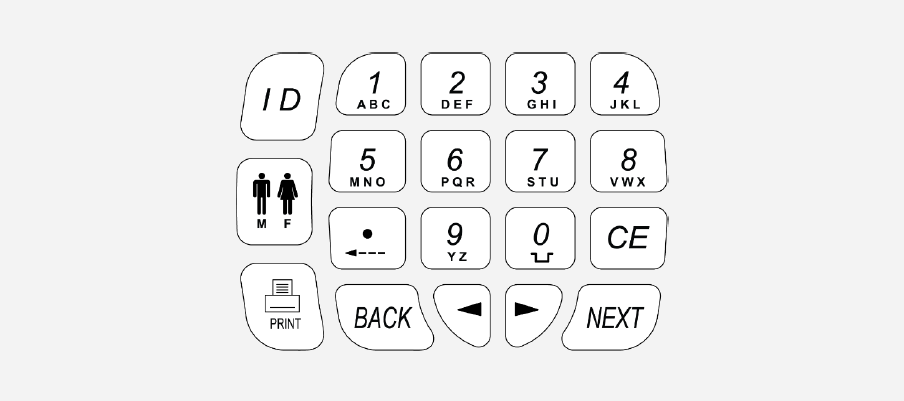 ID
1
ABC
2
DEF
3
GHI
4
JKL
M F
5
MNO
6
PQR
7
STU
8
VWX
9
YZ
0
CE
PRINT
BACK
NEXT